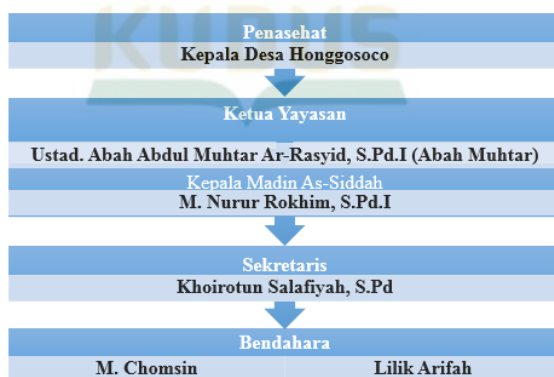 KUDUS
Penasehat
Kepala Desa Honggosoco
Ketua Yayasan
Ustad. Abah Abdul Muhtar Ar-Rasyid, S.Pd.I (Abah Muhtar)
Kepala Madin As-Siddah
M. Nurur Rokhim, S.Pd.I
Sekretaris
Khoirotun Salafiyah, S.Pd
Bendahara
M. Chomsin Lilik Arifah